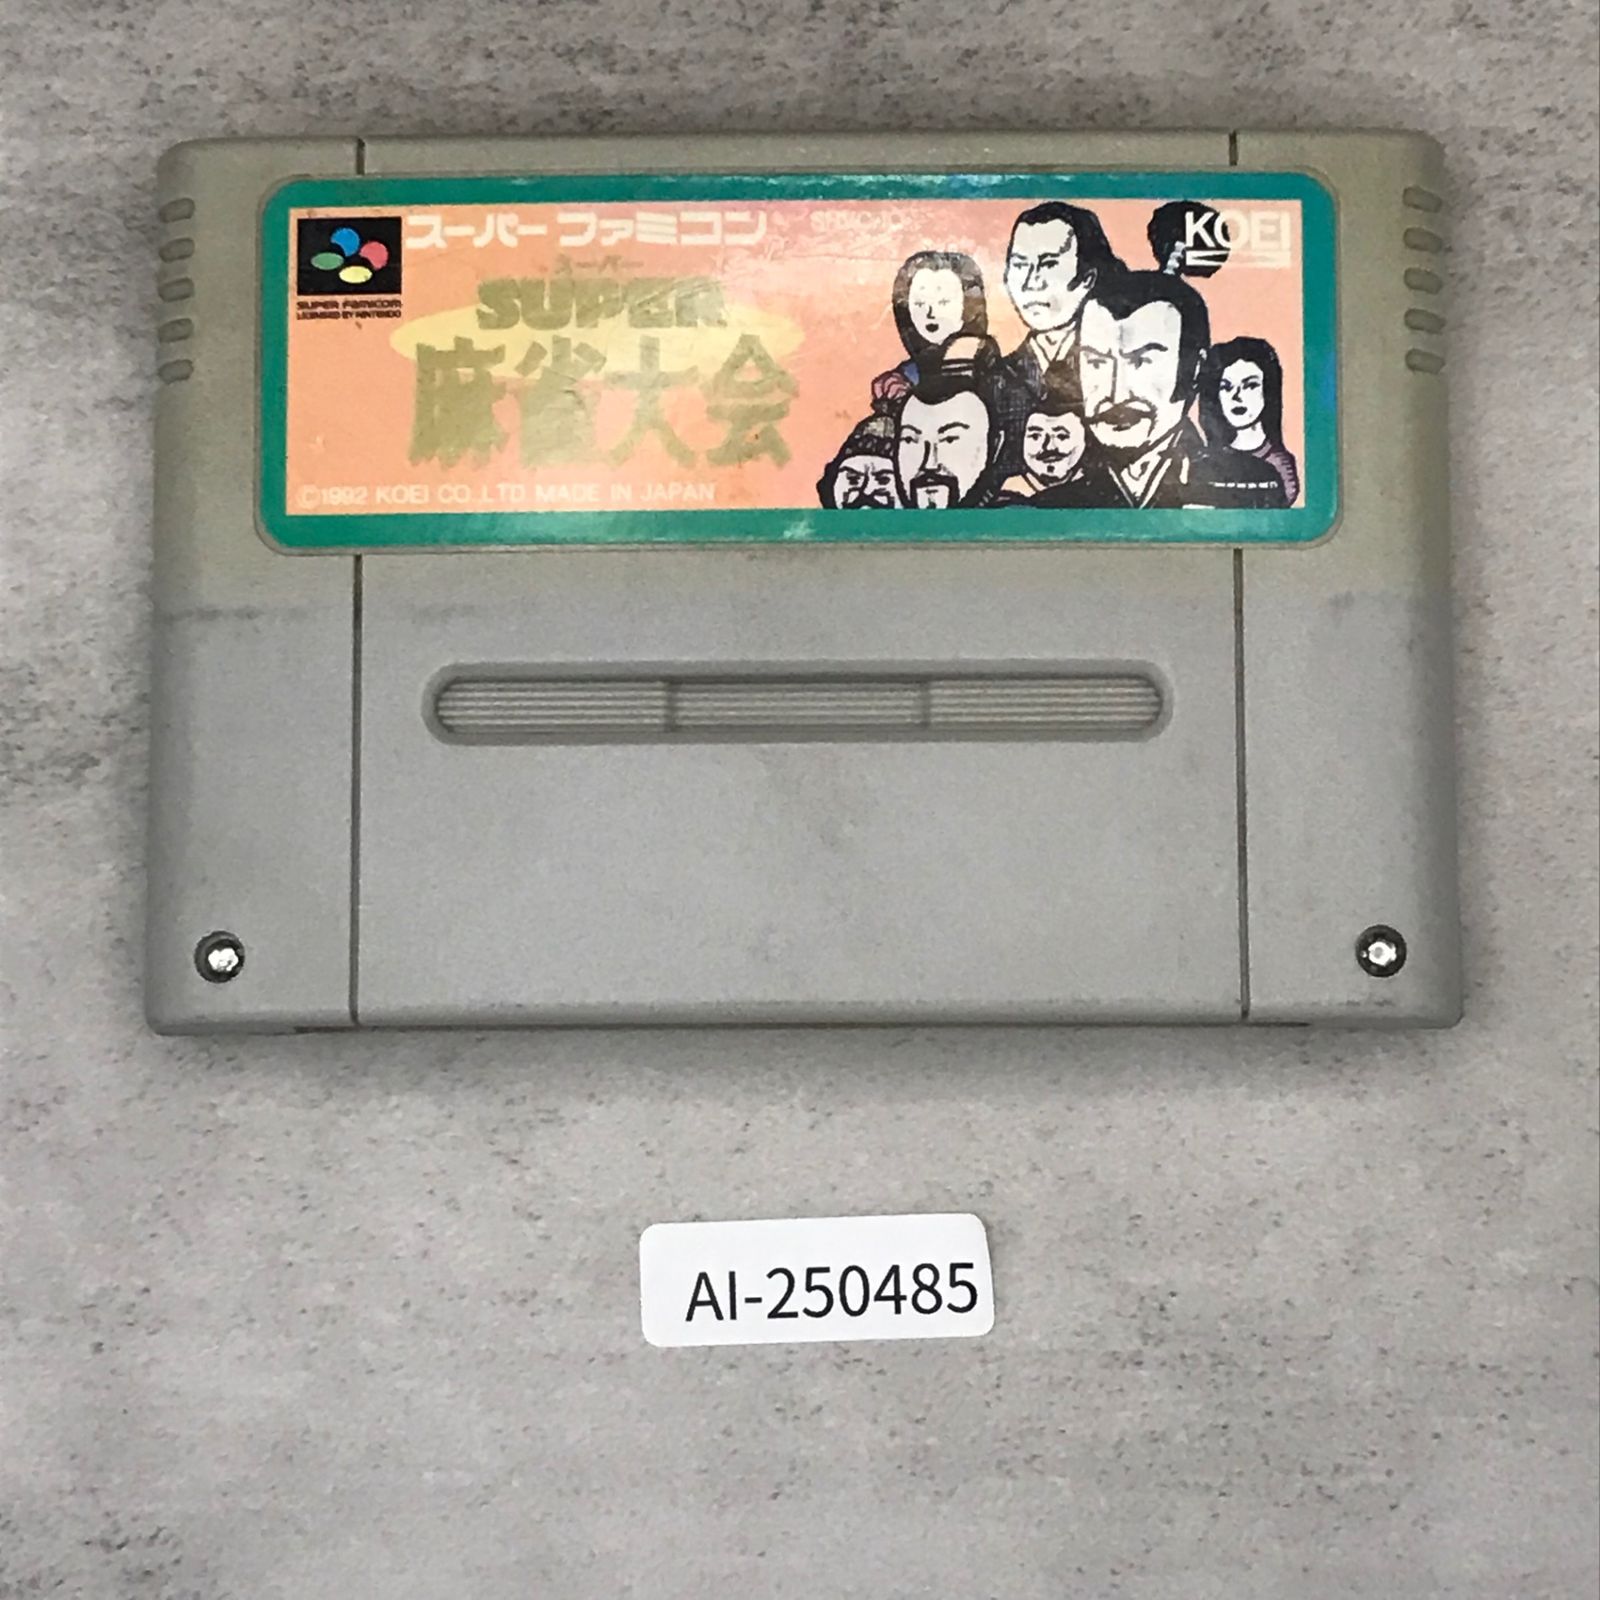 スーパーファミコン
KOEI
SUPER FAMICOM
LICENSED BY NINTENDO
スーパー
SUPER
麻雀大会
©1992 KOEI CO.,LTD MADE IN JAPAN
AI-250485